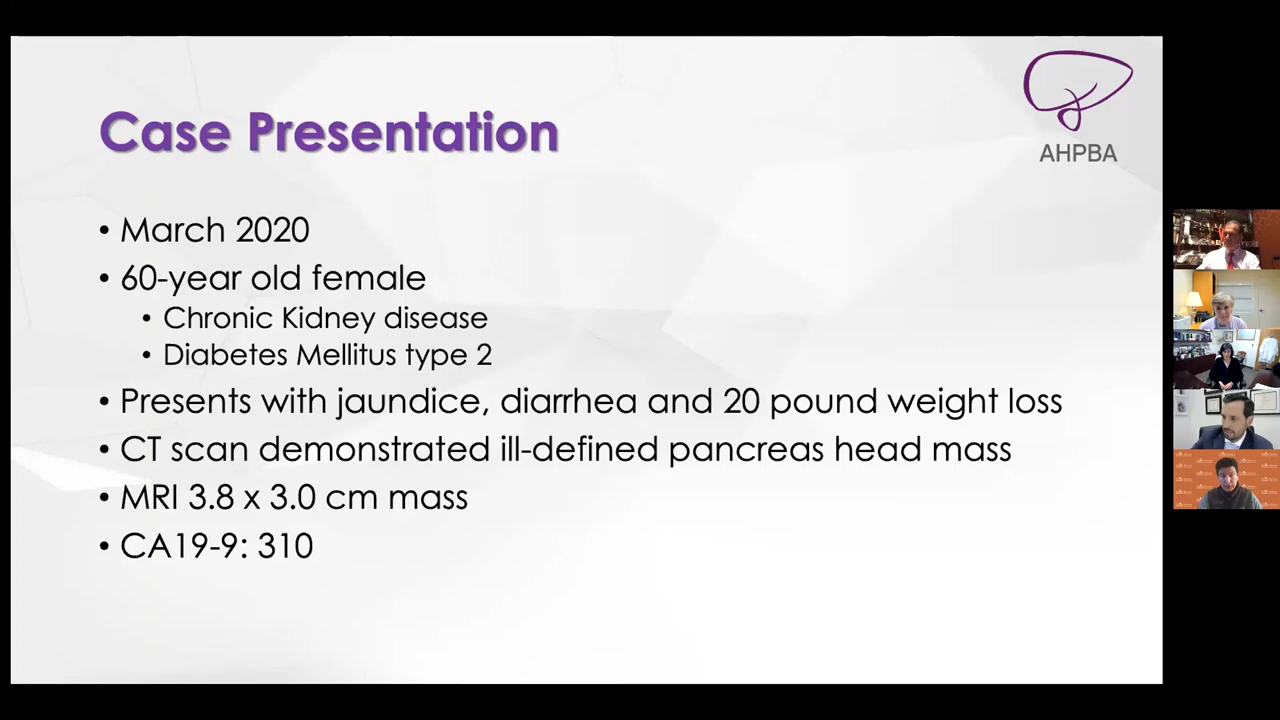 Case Presentation
AHPBA
• March 2020
• 60-year old female
• Chronic Kidney disease
• Diabetes Mellitus type 2
• Presents with jaundice, diarrhea and 20 pound weight loss
• CT scan demonstrated ill-defined pancreas head mass
• MRI 3.8 x 3.0 cm mass
• CA19-9: 310